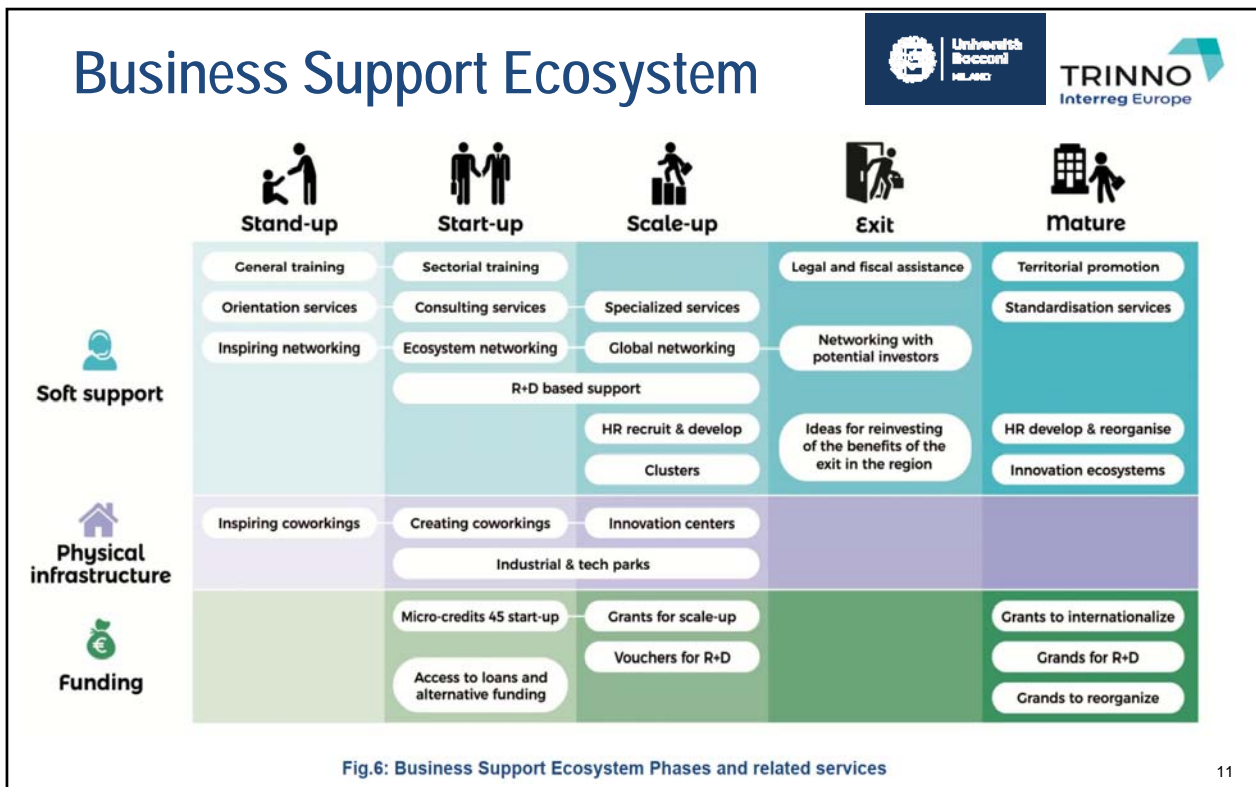 Business Support Ecosystem
Università
Bocconi
MILANO
TRINNO
Interreg Europe
Stand-up
Start-up
Scale-up
Exit
Mature
Soft support
General training
Sectorial training
Legal and fiscal assistance
Territorial promotion
Orientation services
Consulting services
Specialized services
Standardisation services
Inspiring networking
Ecosystem networking
Global networking
Networking with
potential investors
R+D based support
HR recruit & develop
Ideas for reinvesting
of the benefits of the
exit in the region
HR develop & reorganise
Clusters
Innovation ecosystems
Physical
infrastructure
Inspiring coworkings
Creating coworkings
Innovation centers
Industrial & tech parks
Funding
Micro-credits 45 start-up
Grants for scale-up
Grants to internationalize
Access to loans and
alternative funding
Vouchers for R+D
Grands for R+D
Grands to reorganize
Fig.6: Business Support Ecosystem Phases and related services
11